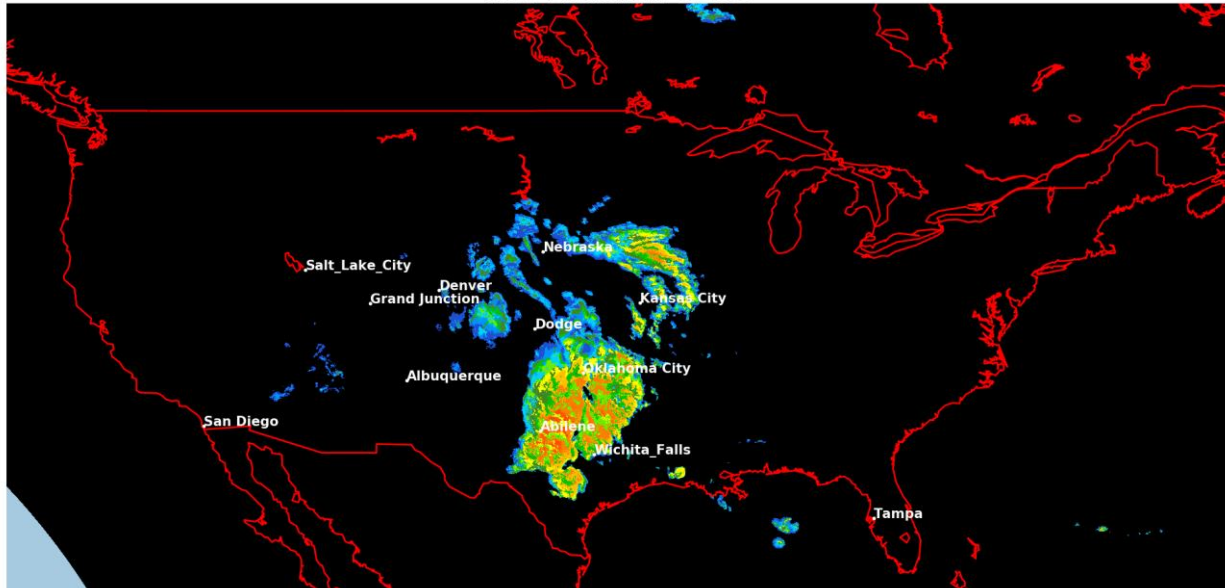 Nebraska
Salt_Lake_City
Denver
Grand Junction
Kansas City
Dodge
Oklahoma City
Albuquerque
San Diego
Abilene
Wichita_Falls
Tampa